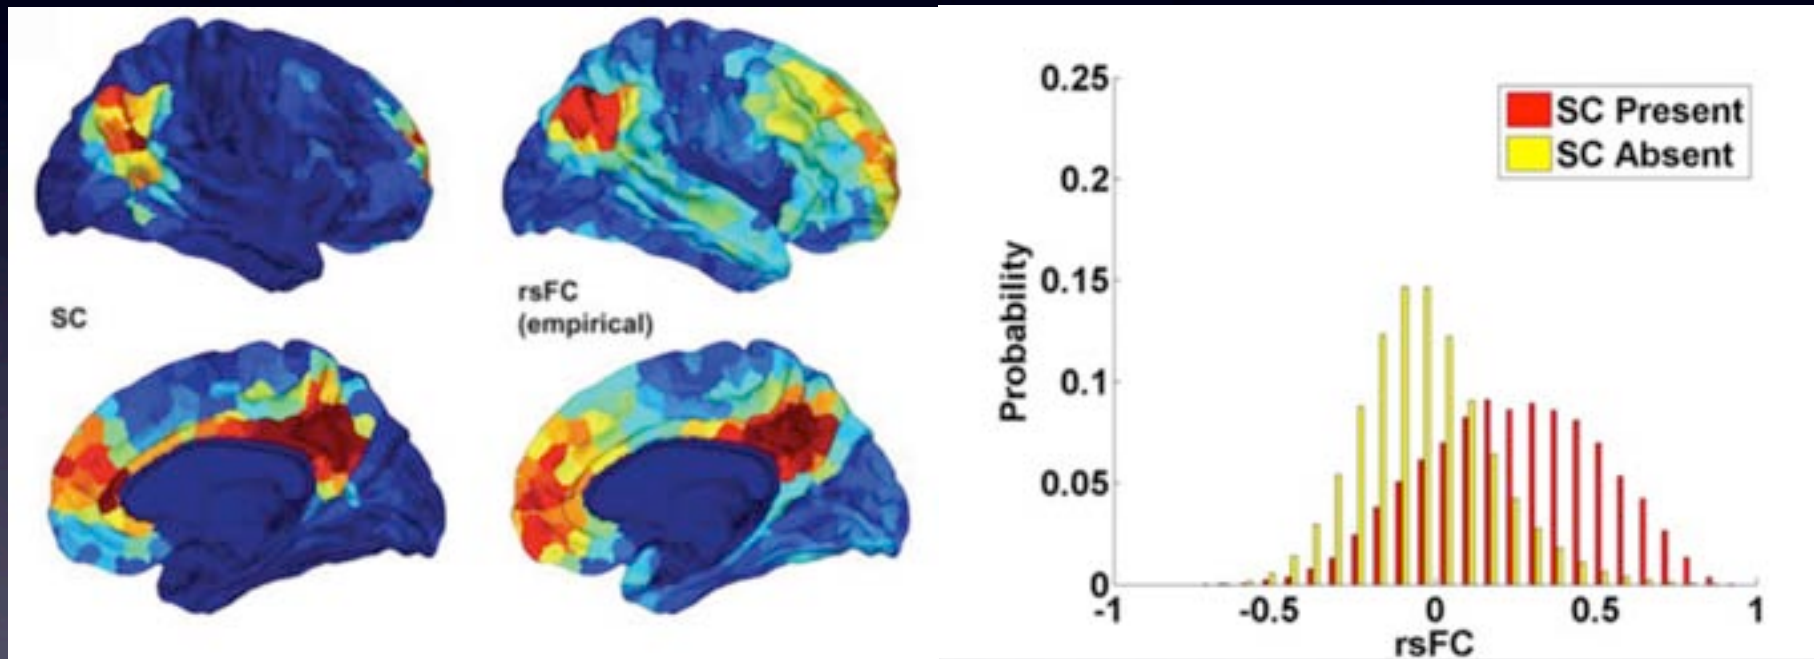 SC
rsFC
(empirical)
0.25
0.2
0.15
0.1
0.05
0
Probability
SC Present
SC Absent
-1
-0.5
0
0.5
1
rsFC